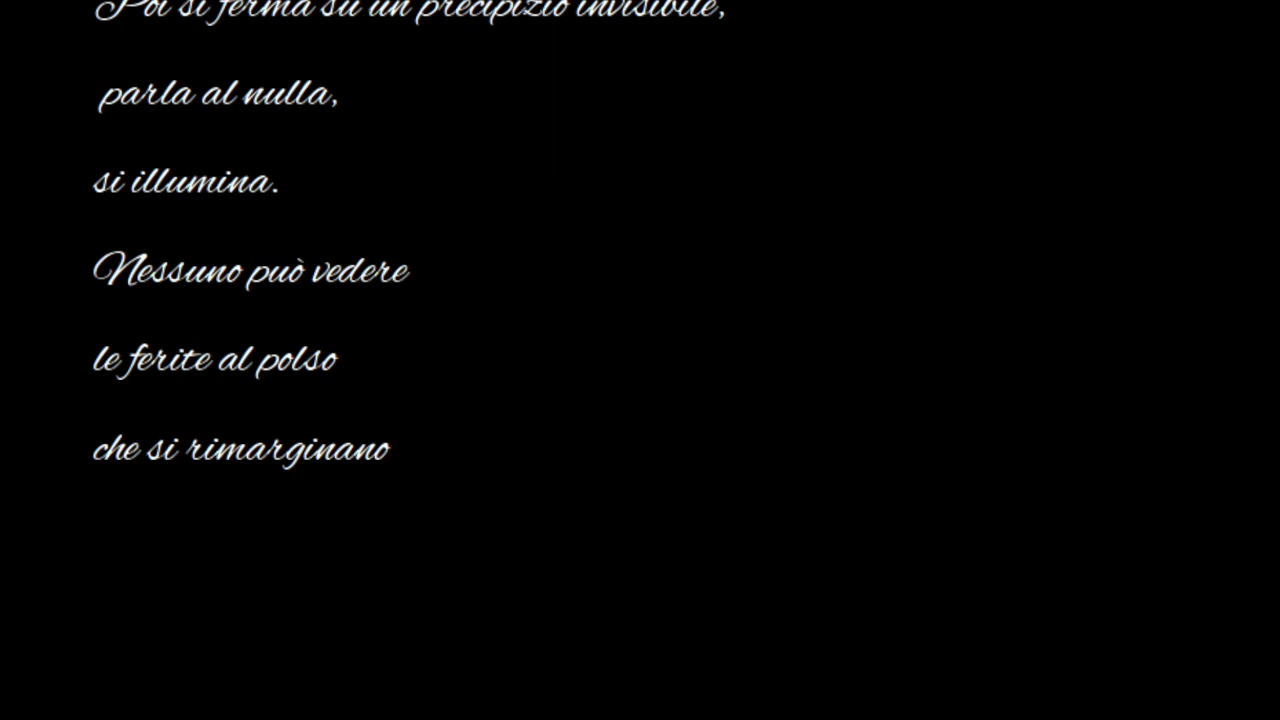 Poi si ferma su un precipizio invisibile,
parla al nulla,
si illumina.
Nessuno può vedere
le ferite al polso
che si rimarginano